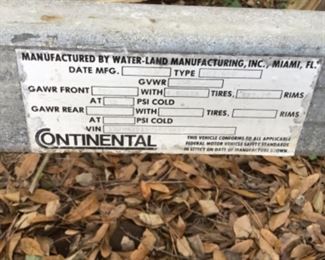 MANUFACTURED BY WATER-LAND MANUFACTURING, INC., MIAMI, FL.
DATE MFG. TYPE
GVWR
GAWR FRONT WITH TIRES, RIMS
AT PSI COLD
GAWR REAR WITH TIRES, RIMS
AT PSI COLD
VIN
CONTINENTAL
THIS VEHICLE CONFORMS TO ALL APPLICABLE
FEDERAL MOTOR VEHICLE SAFETY STANDARDS
IN EFFECT ON DATE OF MANUFACTURE SHOWN